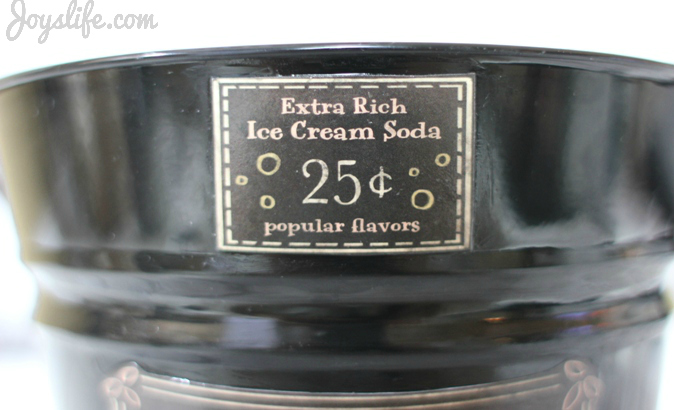 Joyslife.com
Extra Rich
Ice Cream Soda
25¢
popular flavors